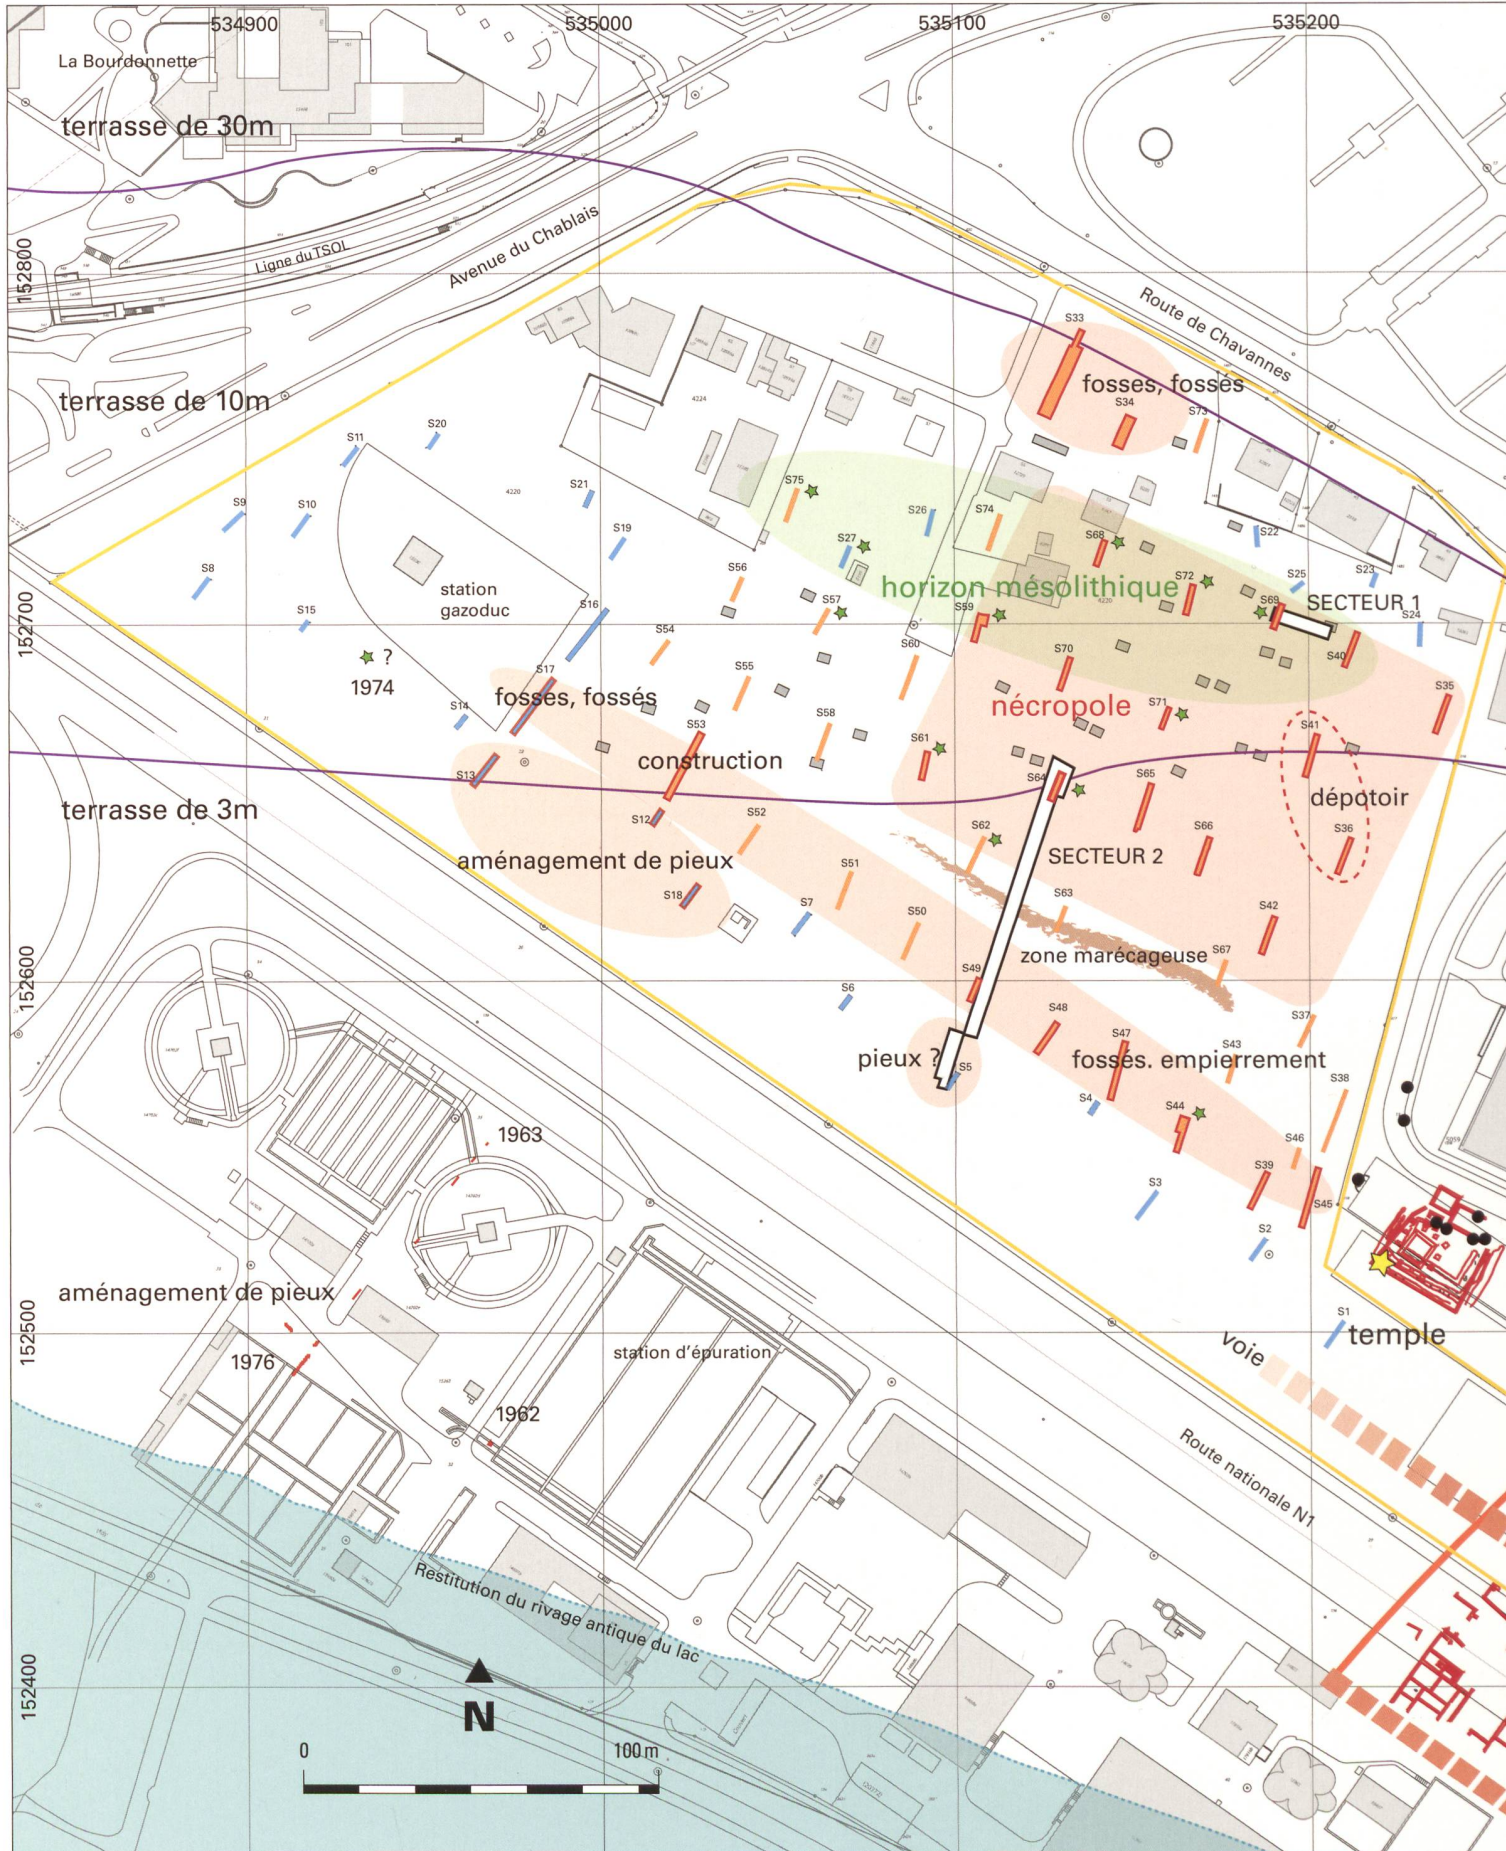 534900
535000
535100
535200
La Bourdonnette
terrasse de 30m
Ligne du TSOL
Avenue du Chablais
152800
Route de Chavannes
S33
fosses, fossés
S34
S73
terrasse de 10m
4224
S11
S20
S9
S10
4220
S21
S75
S26
S74
S68
S22
S8
S19
S27
S25
S23
station
gazoduc
S56
horizon mésolithique
S72
S15
S16
S57
S59
4220
S69
SECTEUR 1
S24
152700
S54
S60
S70
S40
?
1974
S17
fosses, fossés
S55
nécropole
S71
S35
S14
S53
S58
S61
S41
S13
construction
S64
S65
dépotoir
terrasse de 3m
S12
S52
S62
S66
S36
aménagement de pieux
S51
SECTEUR 2
S18
S7
S50
S63
S42
S49
zone marécageuse
S67
152600
S6
S48
S47
S37
pieux ?
S5
fossés. empierrement
S43
S38
S4
S44
1963
S46
5059
S3
S39
S45
S2
aménagement de pieux
S1
temple
152500
voie
1976
station d'épuration
1962
Route nationale N1
Restitution du rivage antique du lac
152400
N
0
100 m